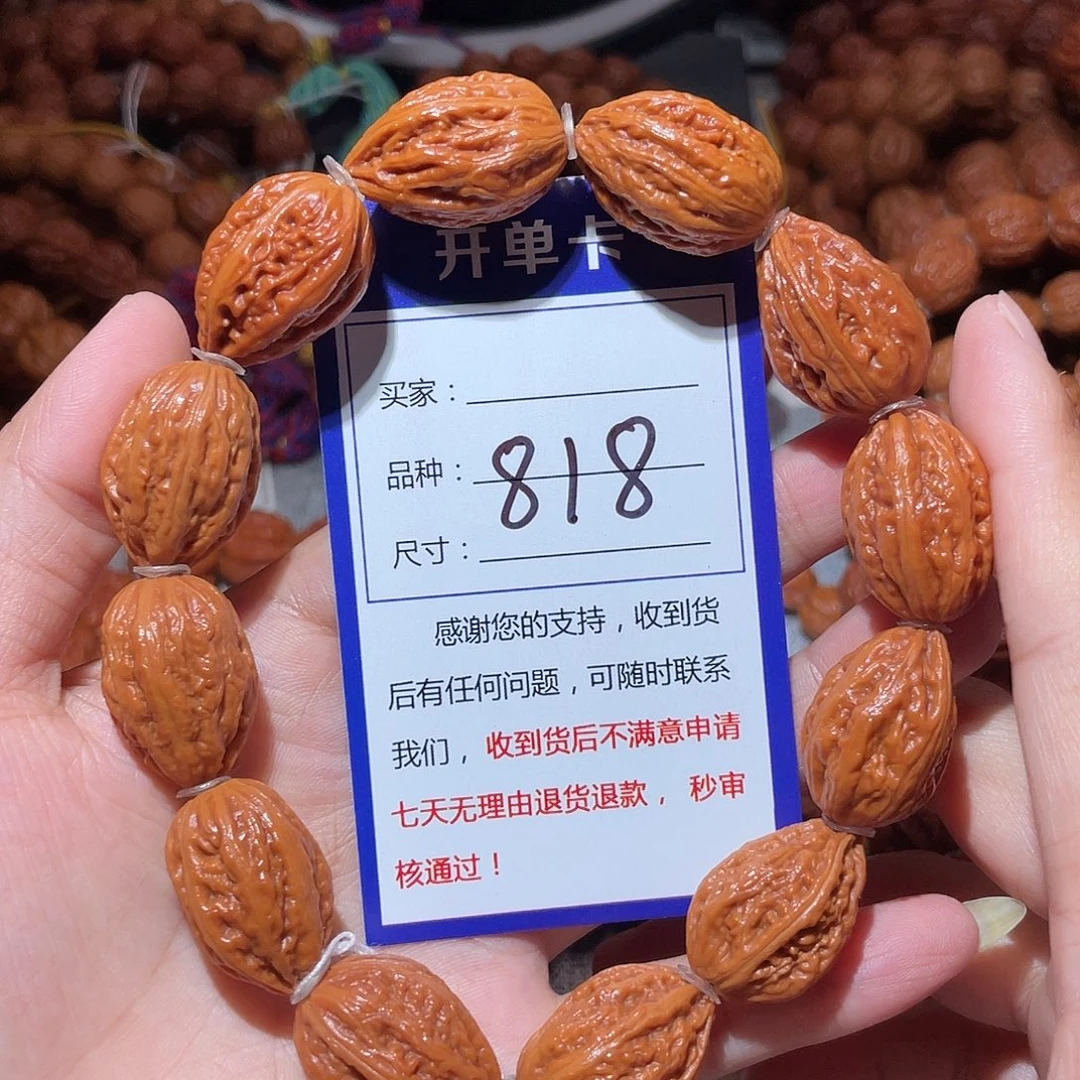 开单卡
买家：
品种：818
尺寸：
感谢您的支持，收到货
后有任何问题，可随时联系
我们，收到货后不满意申请
七天无理由退货退款，秒审
核通过！